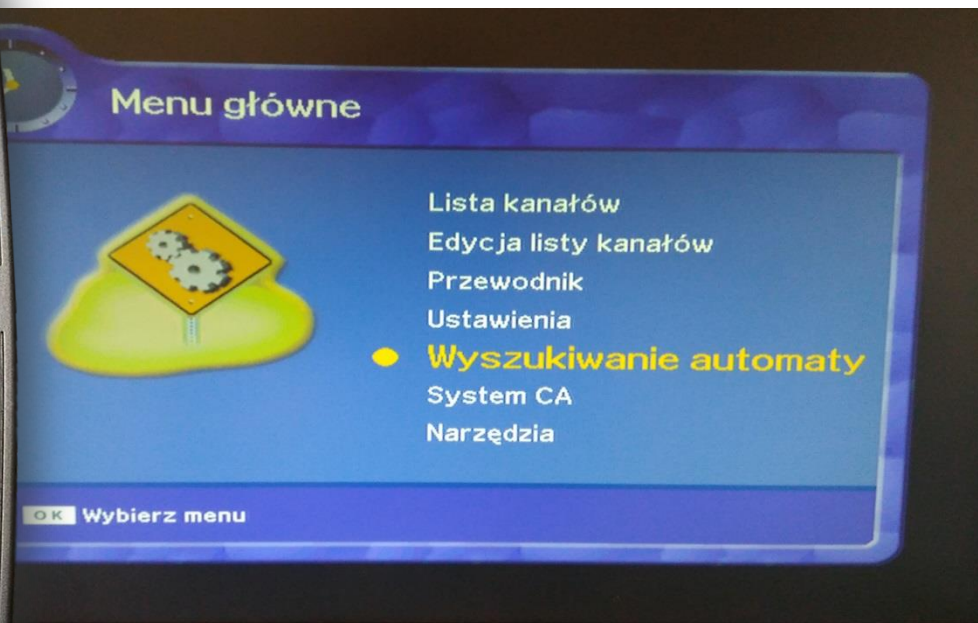 Menu główne
Lista kanałów
Edycja listy kanałów
Przewodnik
Ustawienia
Wyszukiwanie automaty
System CA
Narzędzia
OK Wybierz menu